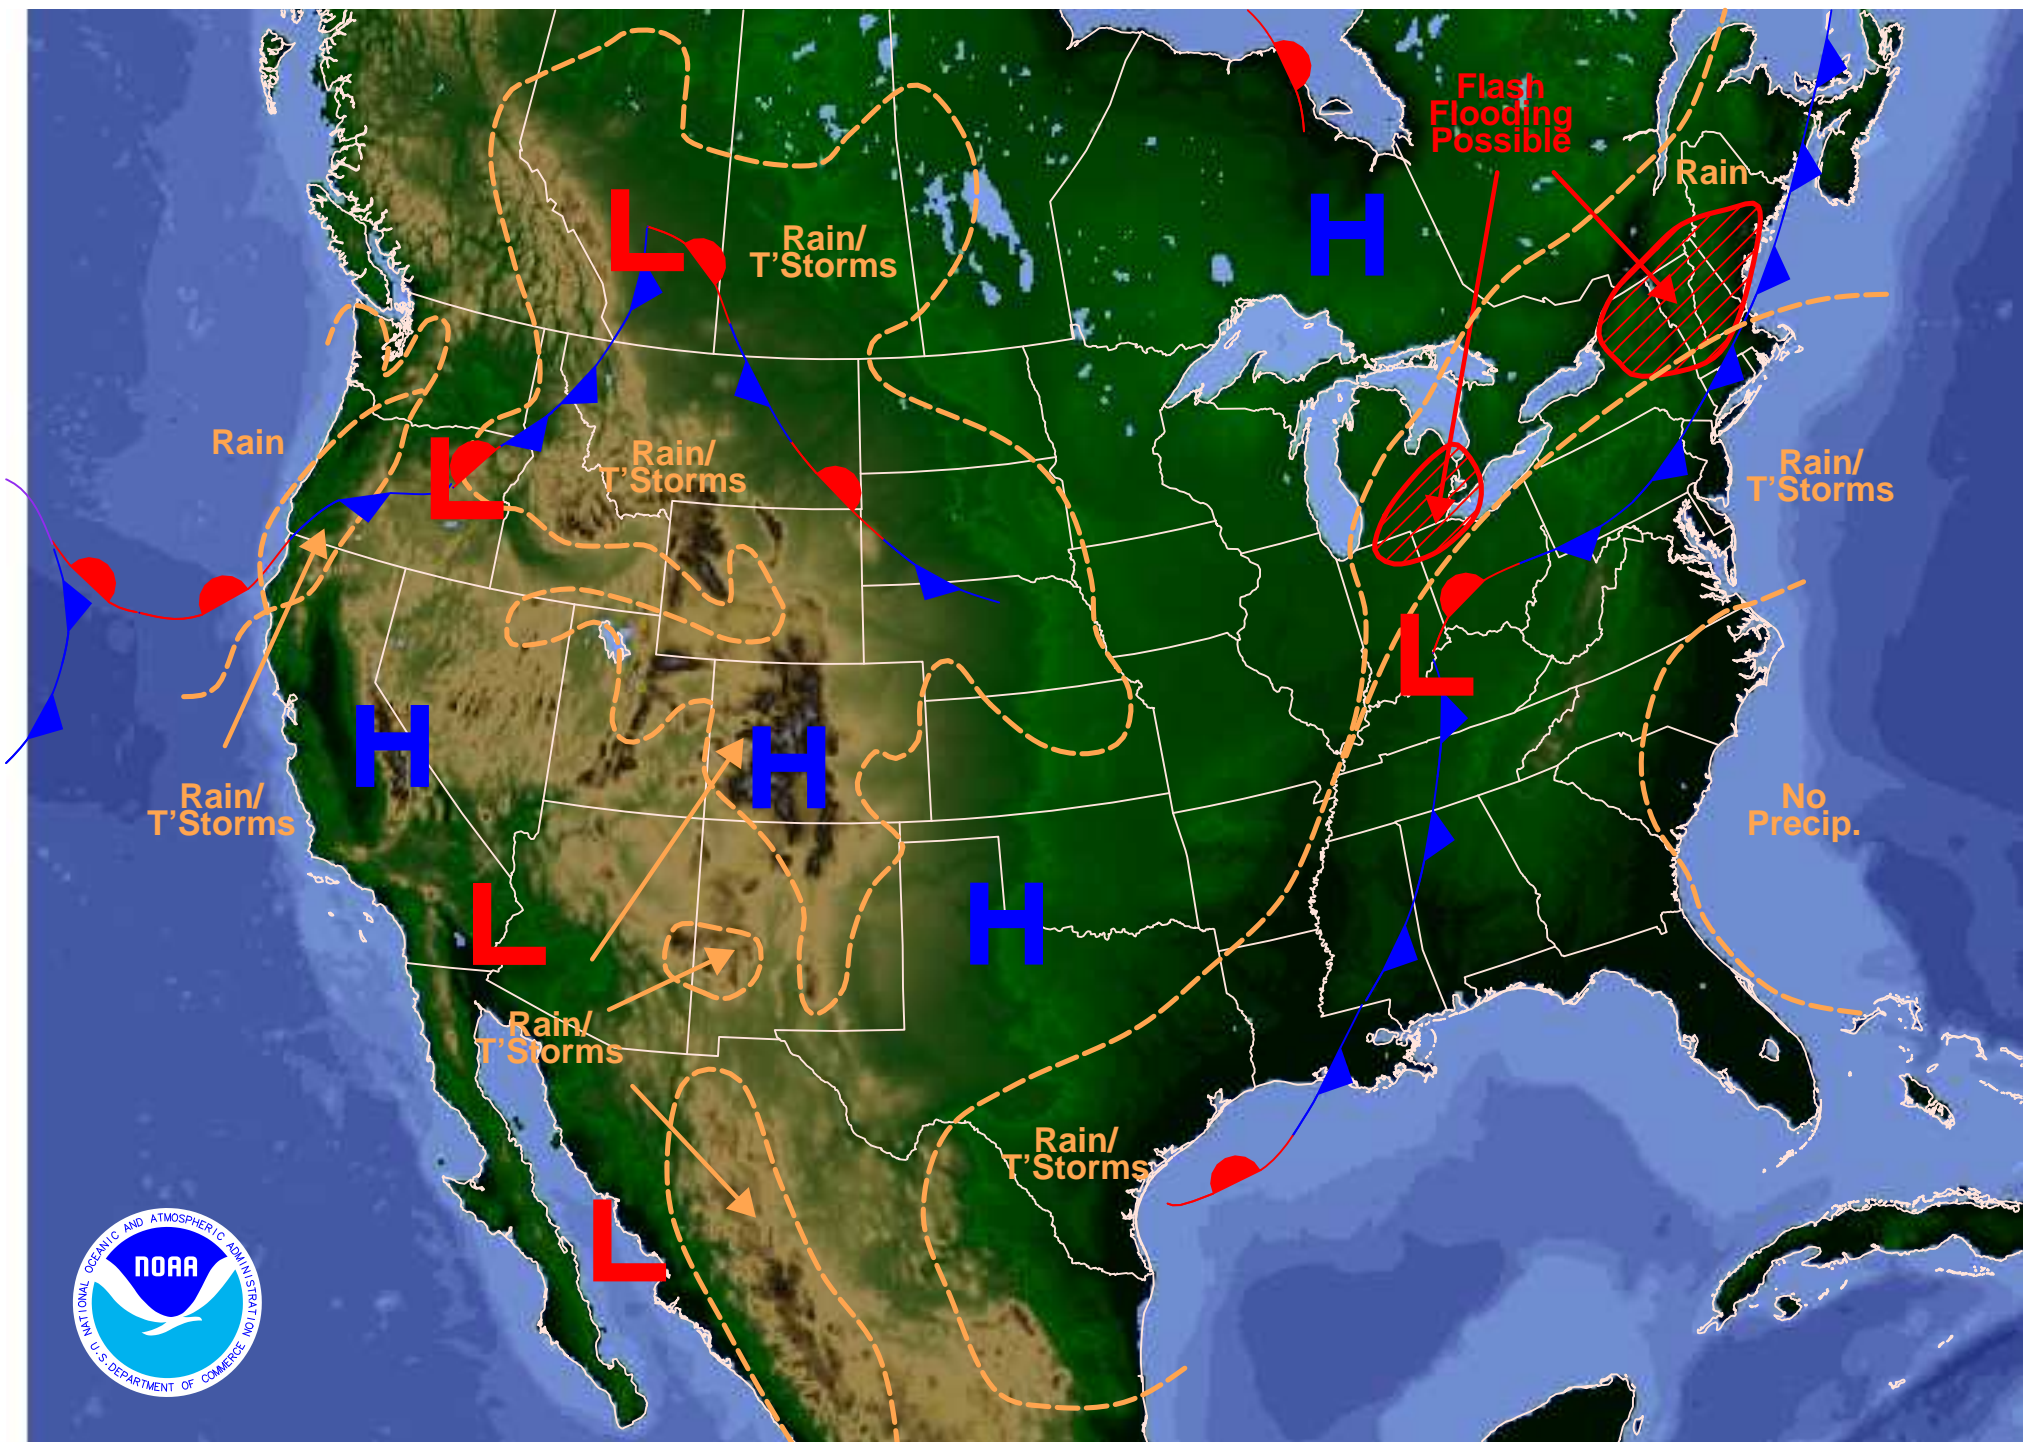 Flash
Flooding
Possible
Rain
L
H
Rain/
T'Storms
Rain
L
Rain/
T'Storms
Rain/
T'Storms
L
H
H
Rain/
T'Storms
No
Precip.
L
H
Rain/
T'Storms
Rain/
T'Storms
L
NATIONAL OCEANIC AND ATMOSPHERIC ADMINISTRATION
NOAA
U.S. DEPARTMENT OF COMMERCE